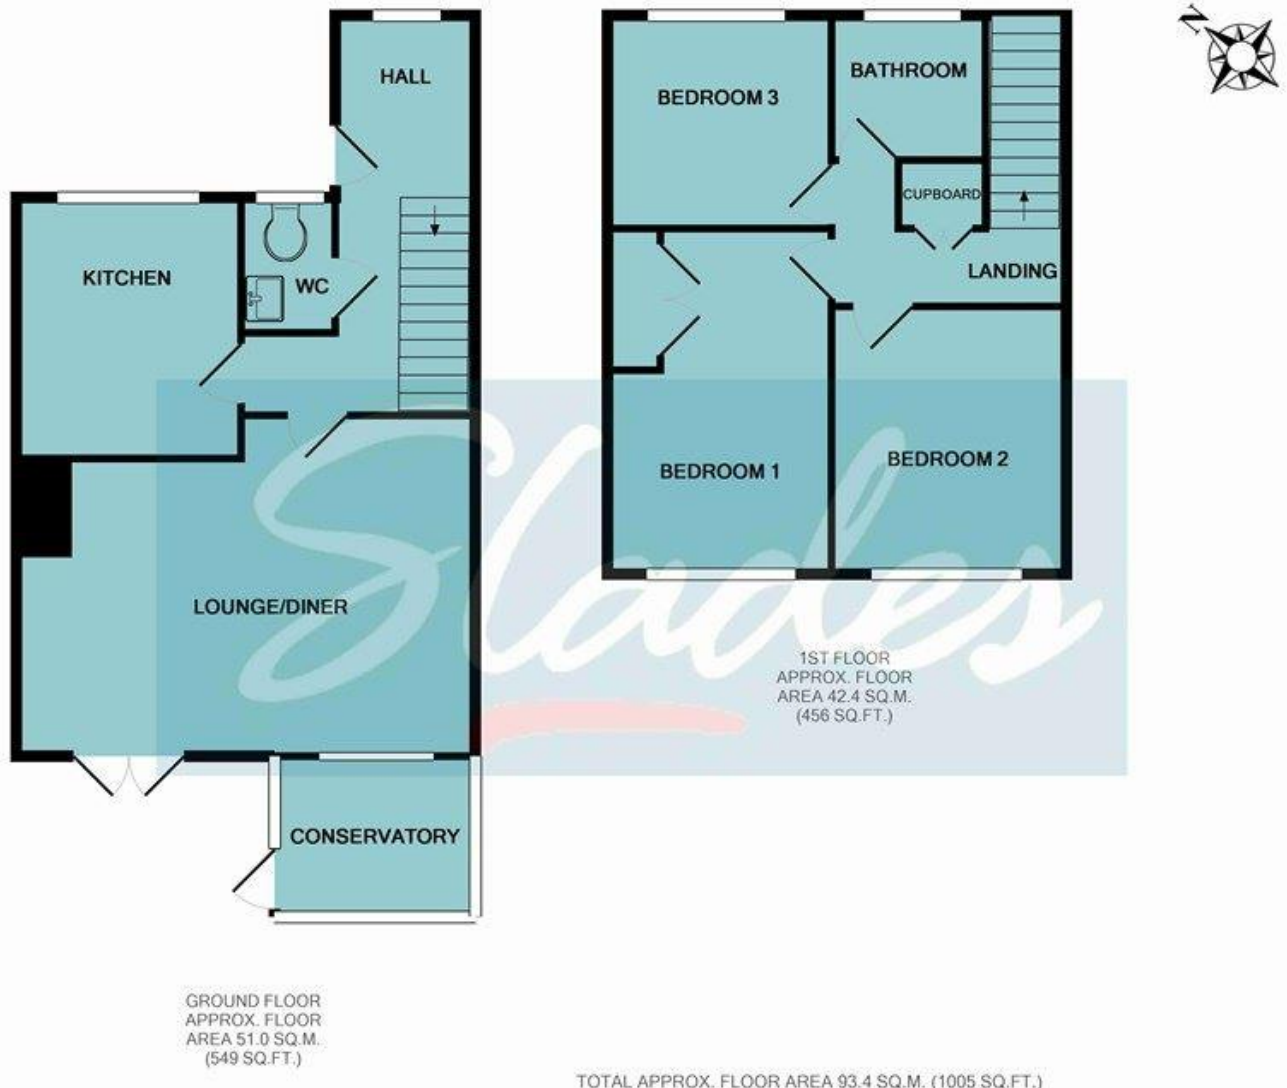 N
HALL
KITCHEN
WC
LOUNGE/DINER
CONSERVATORY
GROUND FLOOR
APPROX. FLOOR
AREA 51.0 SQ.M.
(549 SQ.FT.)
BEDROOM 3
BATHROOM
CUPBOARD
LANDING
BEDROOM 1
BEDROOM 2
1ST FLOOR
APPROX. FLOOR
AREA 42.4 SQ.M.
(456 SQ.FT.)
Slades
TOTAL APPROX. FLOOR AREA 93.4 SQ.M. (1005 SQ.FT.)